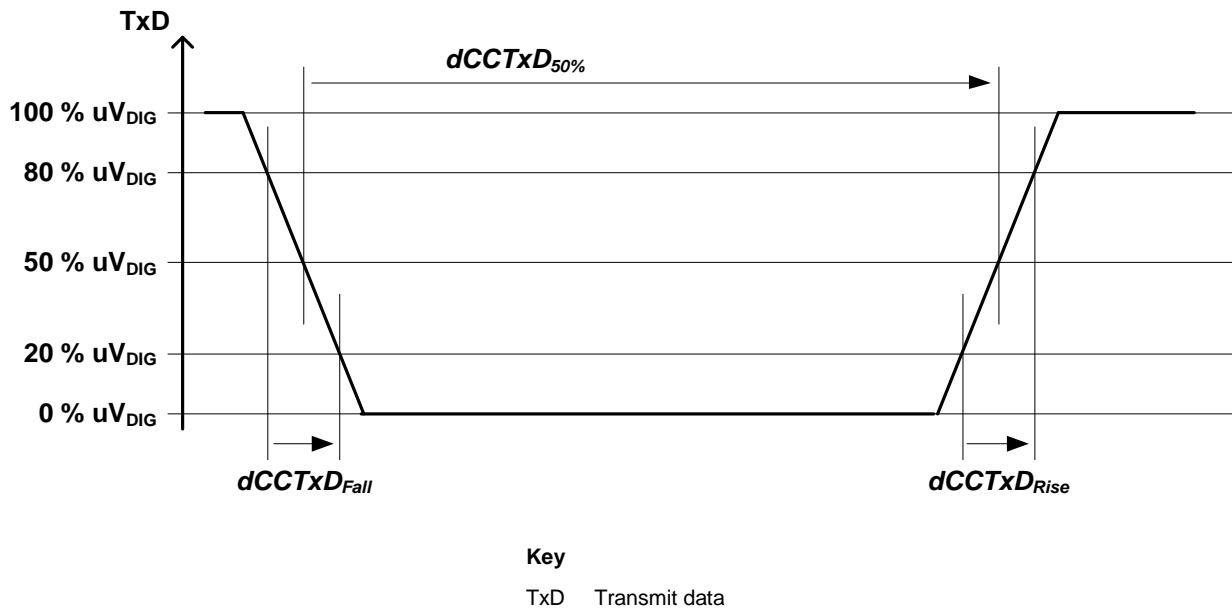 TxD
dCCTxD50%
100 % uVDIG
80 % uVDIG
50 % uVDIG
20 % uVDIG
0 % uVDIG
dCCTxDFall
dCCTxDRise
Key
TxD Transmit data